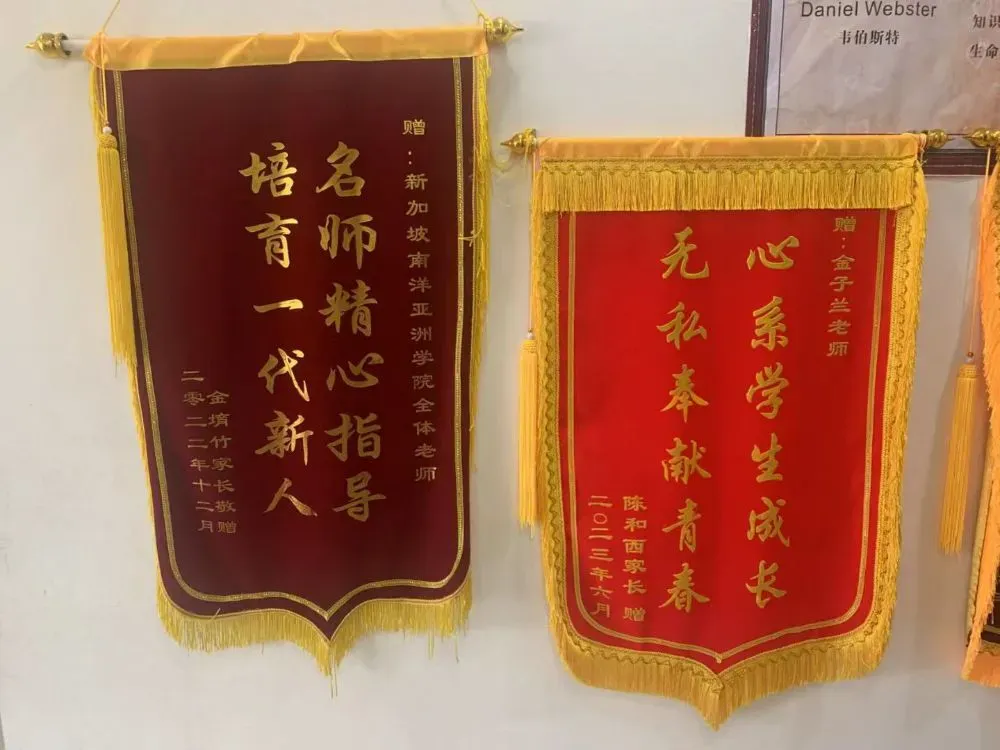 赠：新加坡南洋亚洲学院全体老师
名师精心指导
培育一代新人
金堉竹家长敬赠
二零二二年十二月
赠：金子兰老师
心系学生成长
无私奉献青春
陈和西家长 赠
二〇二三年六月
Daniel Webster
韦伯斯特
知识
生命